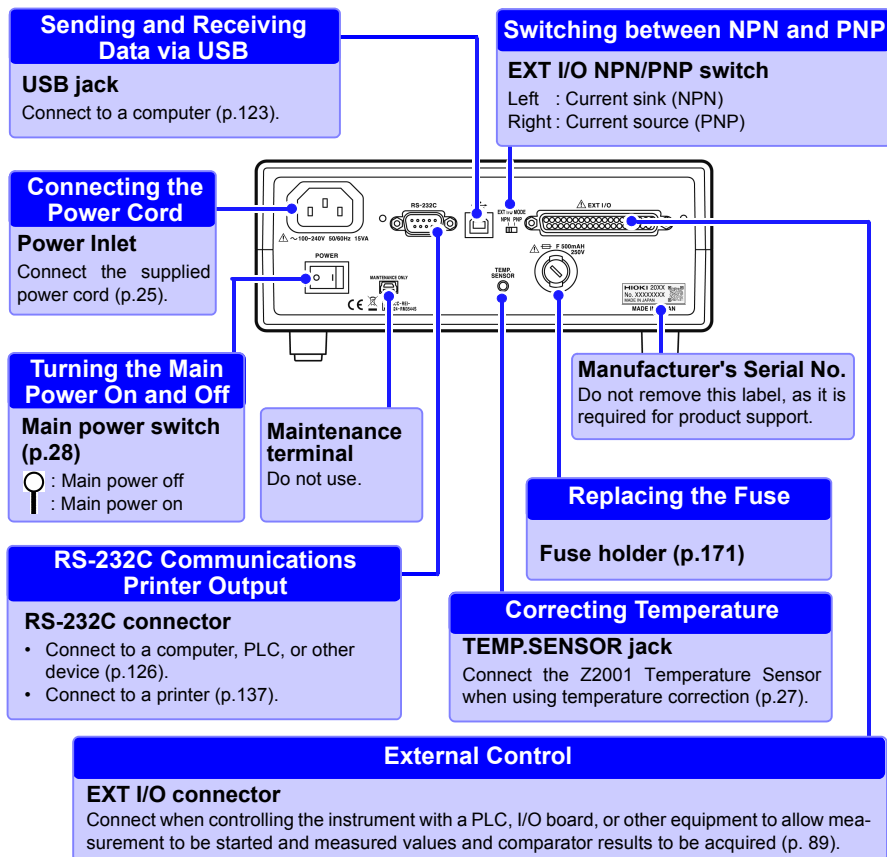 Sending and Receiving
Data via USB
USB jack
Connect to a computer (p.123).
Switching between NPN and PNP
EXT I/O NPN/PNP switch
Left : Current sink (NPN)
Right : Current source (PNP)
Connecting the
Power Cord
Power Inlet
Connect the supplied
power cord (p.25).
RS-232C
EXT I/O MODE
NPN PNP
EXT I/O
~100-240V 50/60Hz 15VA
F 500mAH
250V
POWER
MAINTENANCE ONLY
TEMP.
SENSOR
CE
HIOKI 20XX
No. XXXXXXXX
MADE IN JAPAN
Turning the Main
Power On and Off
Main power switch
(p.28)
: Main power off
: Main power on
Maintenance
terminal
Do not use.
Manufacturer's Serial No.
Do not remove this label, as it is
required for product support.
Replacing the Fuse
Fuse holder (p.171)
RS-232C Communications
Printer Output
RS-232C connector
• Connect to a computer, PLC, or other
device (p.126).
• Connect to a printer (p.137).
Correcting Temperature
TEMP.SENSOR jack
Connect the Z2001 Temperature Sensor
when using temperature correction (p.27).
External Control
EXT I/O connector
Connect when controlling the instrument with a PLC, I/O board, or other equipment to allow mea-
surement to be started and measured values and comparator results to be acquired (p. 89).